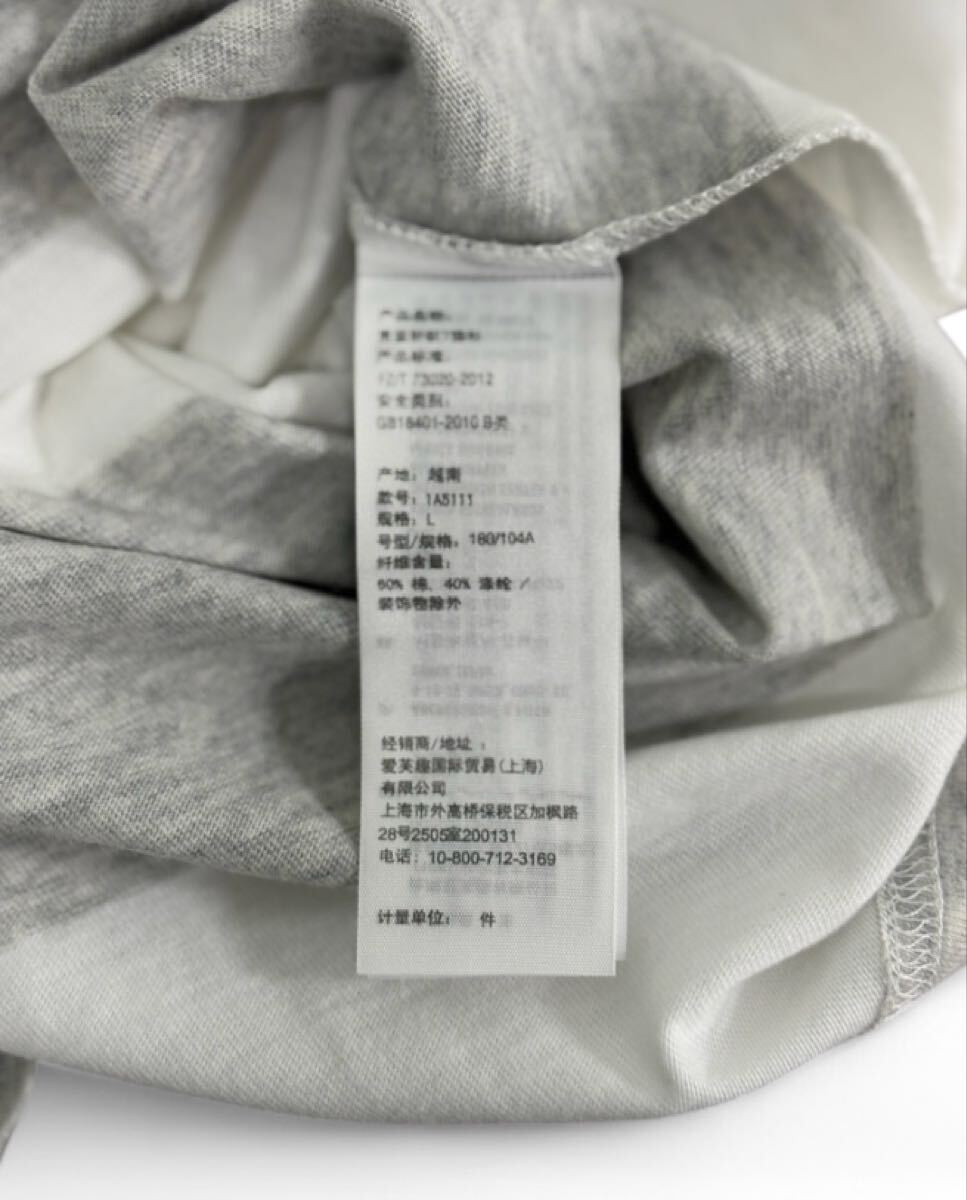 产品名称:
产品标准:
FZ/T 73020-2012
安全类别:
GB18401-2010 B类
产地: 越南
款号: 1A5111
规格: L
号型/规格: 180/104A
纤维含量:
60% 棉, 40% 涤纶 /
装饰物除外
经销商/地址 :
爱芙趣国际贸易(上海)
有限公司
上海市外高桥保税区加枫路
28号2505室200131
电话: 10-800-712-3169
计量单位: 件